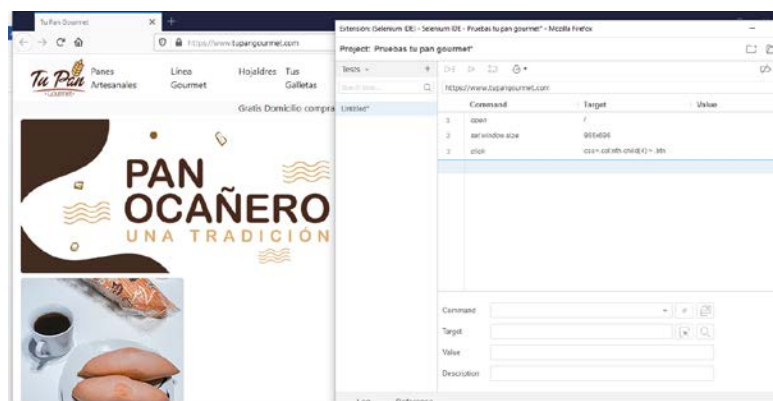 Tu Pan Gourmet
https://www.tupangourmet.com
Tu Pan
Gourmet
Panes
Artesanales
Línea
Gourmet
Hojaldres
Tus
Galletas
Gratis Domicilio compra
PAN
OCAÑERO
UNA TRADICIÓN
Extensión: (Selenium IDE) - Selenium IDE - Pruebas tu pan gourmet* - Mozilla Firefox
Project: Pruebas tu pan gourmet*
Tests
https://www.tupangourmet.com
Untitled*
Command Target Value
1 open /
2 set window size
3 click
Command
Target
Value
Description
Log Reference